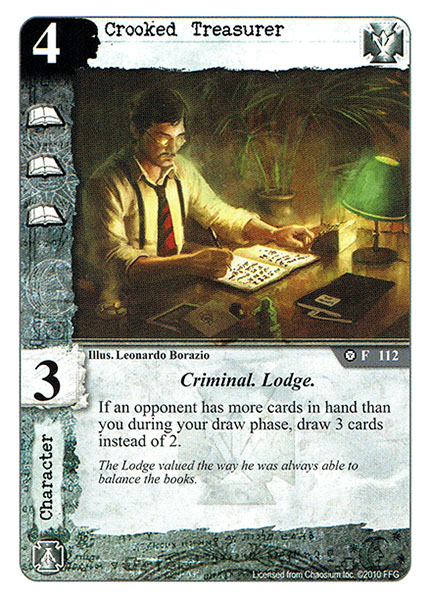 4
Crooked Treasurer
Illus. Leonardo Borazio
F 112
3
Criminal. Lodge.
If an opponent has more cards in hand than
you during your draw phase, draw 3 cards
instead of 2.
The Lodge valued the way he was always able to
balance the books.
Character
Licensed from Chaosium Inc. ©2010 FFG